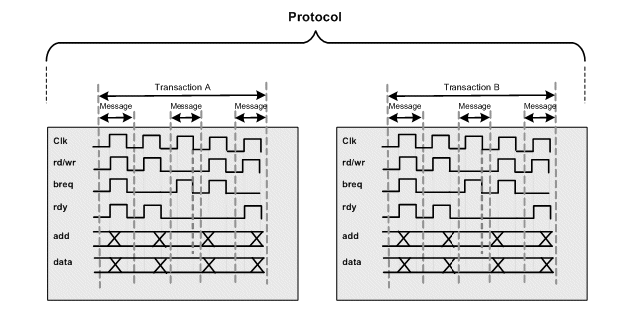 Protocol
Transaction A
Transaction B
Message Message Message
Message Message Message
Clk
rd/wr
breq
rdy
add
data
Clk
rd/wr
breq
rdy
add
data